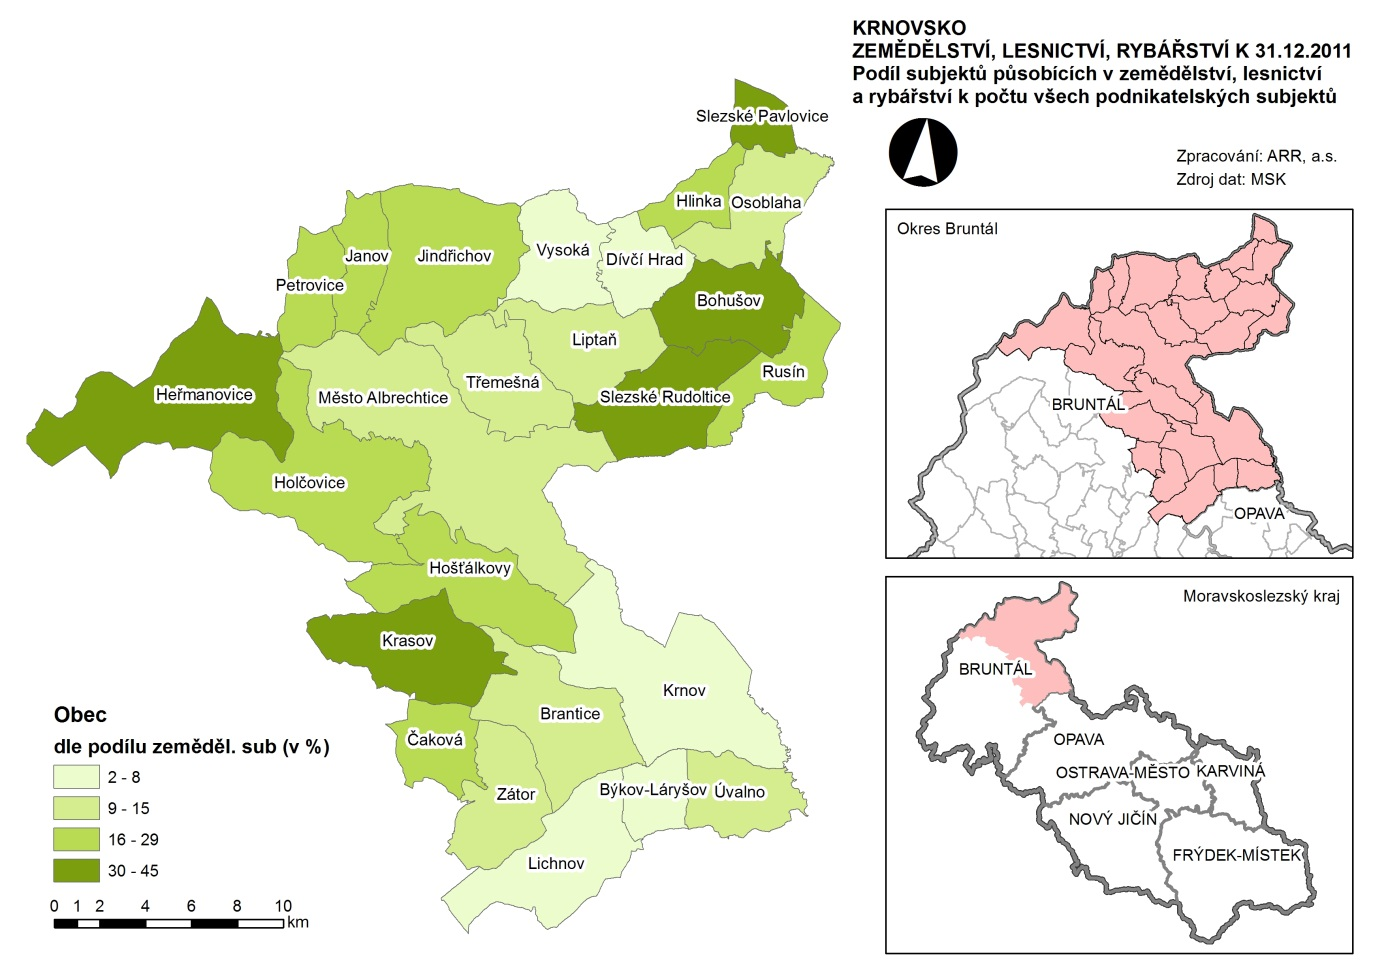 KRNOVSKO
ZEMĚDĚLSTVÍ, LESNICTVÍ, RYBÁŘSTVÍ K 31.12.2011
Podíl subjektů působících v zemědělství, lesnictví
a rybářství k počtu všech podnikatelských subjektů
Zpracování: ARR, a.s.
Zdroj dat: MSK
Slezské Pavlovice
Hlinka
Osoblaha
Vysoká
Dívčí Hrad
Janov
Jindřichov
Petrovice
Bohušov
Liptaň
Rusín
Třemešná
Heřmanovice
Město Albrechtice
Slezské Rudoltice
Holčovice
Hošťálkovy
Krasov
Krnov
Brantice
Čaková
Zátor
Býkov-Láryšov
Úvalno
Lichnov
Obec
dle podílu zeměděl. sub (v %)
2 - 8
9 - 15
16 - 29
30 - 45
0 1 2 4 6 8 10
km
Okres Bruntál
BRUNTÁL
OPAVA
Moravskoslezský kraj
BRUNTÁL
OPAVA
OSTRAVA-MĚSTO
KARVINÁ
NOVÝ JIČÍN
FRÝDEK-MÍSTEK